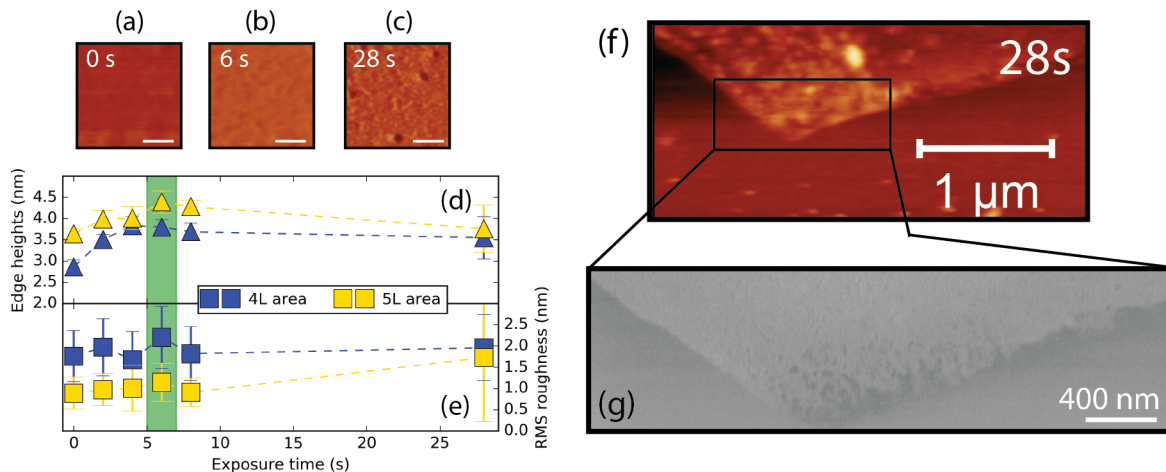 (a) (b) (c)
0 s 6 s 28 s
(d)
Edge heights (nm)
4.5
4.0
3.5
3.0
2.5
2.0
4L area 5L area
(e)
RMS roughness (nm)
2.5
2.0
1.5
1.0
0.5
0.0
0 5 10 15 20 25
Exposure time (s)
(f)
28s
1 µm
(g)
400 nm